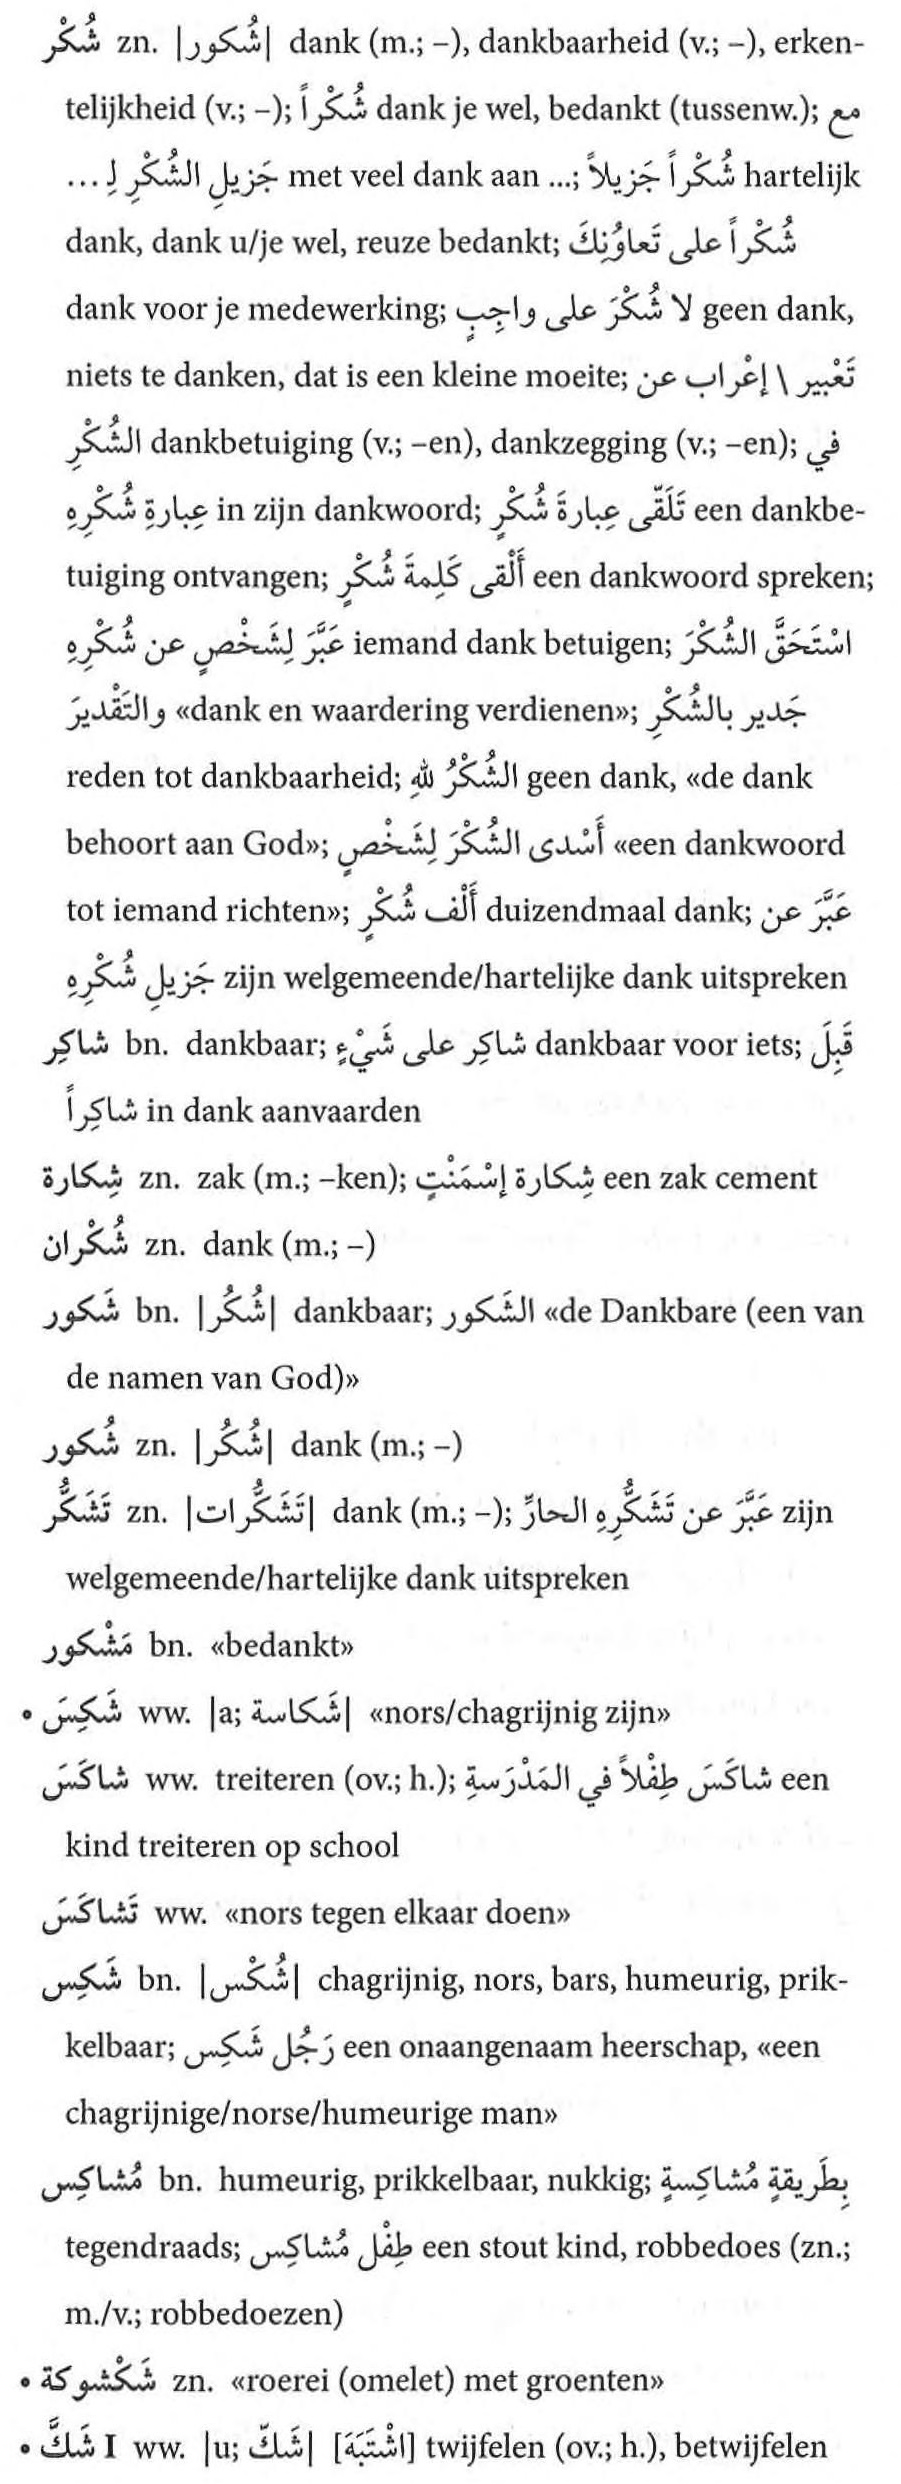 شُكْر zn. |شُكور| dank (m.; –), dankbaarheid (v.; –), erken-
telijkheid (v.; –); شُكْراً dank je wel, bedankt (tussenw.); مع
جَزيلِ الشُكْرِ لِ... met veel dank aan ...; شُكْراً جَزيلاً hartelijk
dank, dank u/je wel, reuze bedankt; شُكْراً على تَعاوُنِكَ
dank voor je medewerking; لا شُكْرَ على واجِبٍ geen dank,
niets te danken, dat is een kleine moeite; تَعْبير \ إعْراب عن
الشُكْرِ dankbetuiging (v.; –en), dankzegging (v.; –en); في
عِبارةِ شُكْرِهِ in zijn dankwoord; تَلَقّى عِبارةَ شُكْرٍ een dankbe-
tuiging ontvangen; أَلْقى كَلِمةَ شُكْرٍ een dankwoord spreken;
عَبَّرَ لِشَخْصٍ عن شُكْرِهِ iemand dank betuigen; اسْتَحَقَّ الشُكْرَ
والتَقْديرَ «dank en waardering verdienen»; جَدير بالشُكْرِ
reden tot dankbaarheid; الشُكْرُ للهِ geen dank, «de dank
behoort aan God»; أَسْدى الشُكْرَ لِشَخْصٍ «een dankwoord
tot iemand richten»; أَلْف شُكْرٍ duizendmaal dank; عَبَّرَ عن
جَزيلِ شُكْرِهِ zijn welgemeende/hartelijke dank uitspreken
شاكِر bn. dankbaar; شاكِر على شَيْءٍ dankbaar voor iets; قَبِلَ
شاكِراً in dank aanvaarden
شِكارة zn. zak (m.; –ken); شِكارة إسْمَنْتٍ een zak cement
شُكْران zn. dank (m.; –)
شَكور bn. |شُكُر| dankbaar; الشَكور «de Dankbare (een van
de namen van God)»
شُكور zn. |شُكُر| dank (m.; –)
تَشَكُّر zn. |تَشَكُّرات| dank (m.; –); عَبَّرَ عن تَشَكُّرِهِ الحارِّ zijn
welgemeende/hartelijke dank uitspreken
مَشْكور bn. «bedankt»
• شَكِسَ ww. |a; شَكاسة| «nors/chagrijnig zijn»
شاكَسَ ww. treiteren (ov.; h.); شاكَسَ طِفْلاً في المَدْرَسةِ een
kind treiteren op school
تَشاكَسَ ww. «nors tegen elkaar doen»
شَكِس bn. |شُكْس| chagrijnig, nors, bars, humeurig, prik-
kelbaar; رَجُل شَكِس een onaangenaam heerschap, «een
chagrijnige/norse/humeurige man»
مُشاكِس bn. humeurig, prikkelbaar, nukkig; بِطَريقةٍ مُشاكِسةٍ
tegendraads; طِفْل مُشاكِس een stout kind, robbedoes (zn.;
m./v.; robbedoezen)
• شَكْشوكة zn. «roerei (omelet) met groenten»
• شَكَّ I ww. |u; شَكّ| [اشْتَبَهَ] twijfelen (ov.; h.), betwijfelen